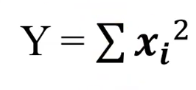 Y = ∑ xᵢ²